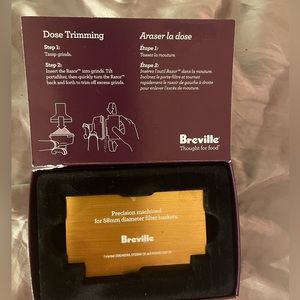 Dose Trimming
Step 1:
Tamp grinds.
Step 2:
Insert the Razor™ into grinds. Tilt
portafilter, then quickly turn the Razor™
back and forth to trim off excess grinds.
Araser la dose
Étape 1:
Tassez la mouture.
Étape 2:
Insérez l'outil Razor™ dans la mouture.
Inclinez le porte-filtre et tournez
rapidement le rasoir de gauche à droite
pour enlever l'excès de mouture.
Breville®
Thought for food®
Precision machined
for 58mm diameter filter baskets.
Breville